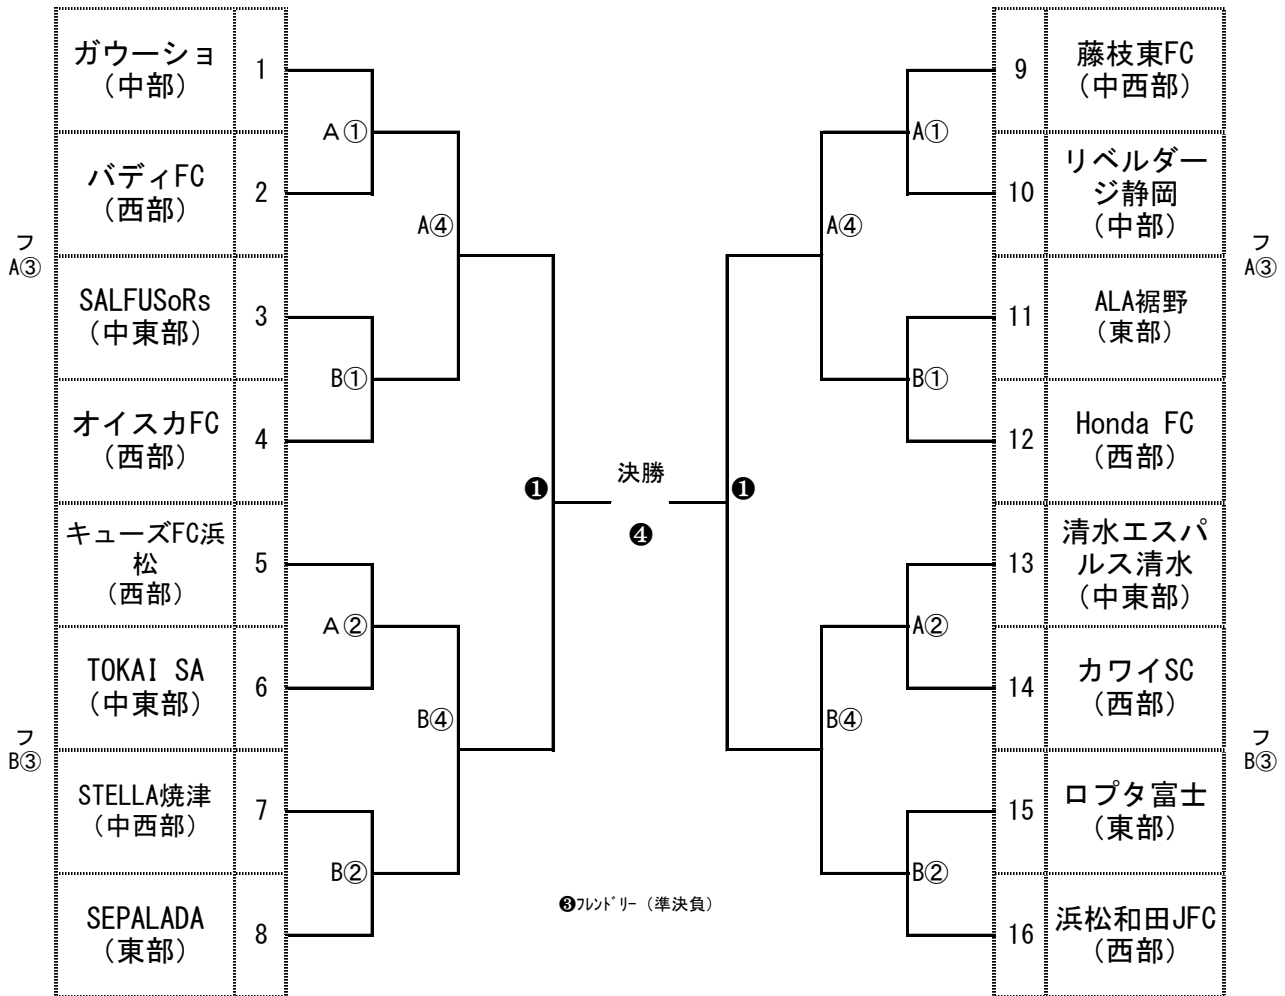 ガウーショ
（中部）
1
A①
バディFC
（西部）
2
A④
フ
A③
SALFUSoRs
（中東部）
3
B①
オイスカFC
（西部）
4
❶
キューズFC浜
松
（西部）
5
A②
TOKAI SA
（中東部）
6
B④
フ
B③
STELLA焼津
（中西部）
7
B②
SEPALADA
（東部）
8
決勝
❹
❸フレンドリー（準決負）
9
藤枝東FC
（中西部）
A①
10
リベルダー
ジ静岡
（中部）
A④
フ
A③
11
ALA裾野
（東部）
B①
12
Honda FC
（西部）
❶
13
清水エスパ
ルス清水
（中東部）
A②
14
カワイSC
（西部）
B④
フ
B③
15
ロプタ富士
（東部）
B②
16
浜松和田JFC
（西部）